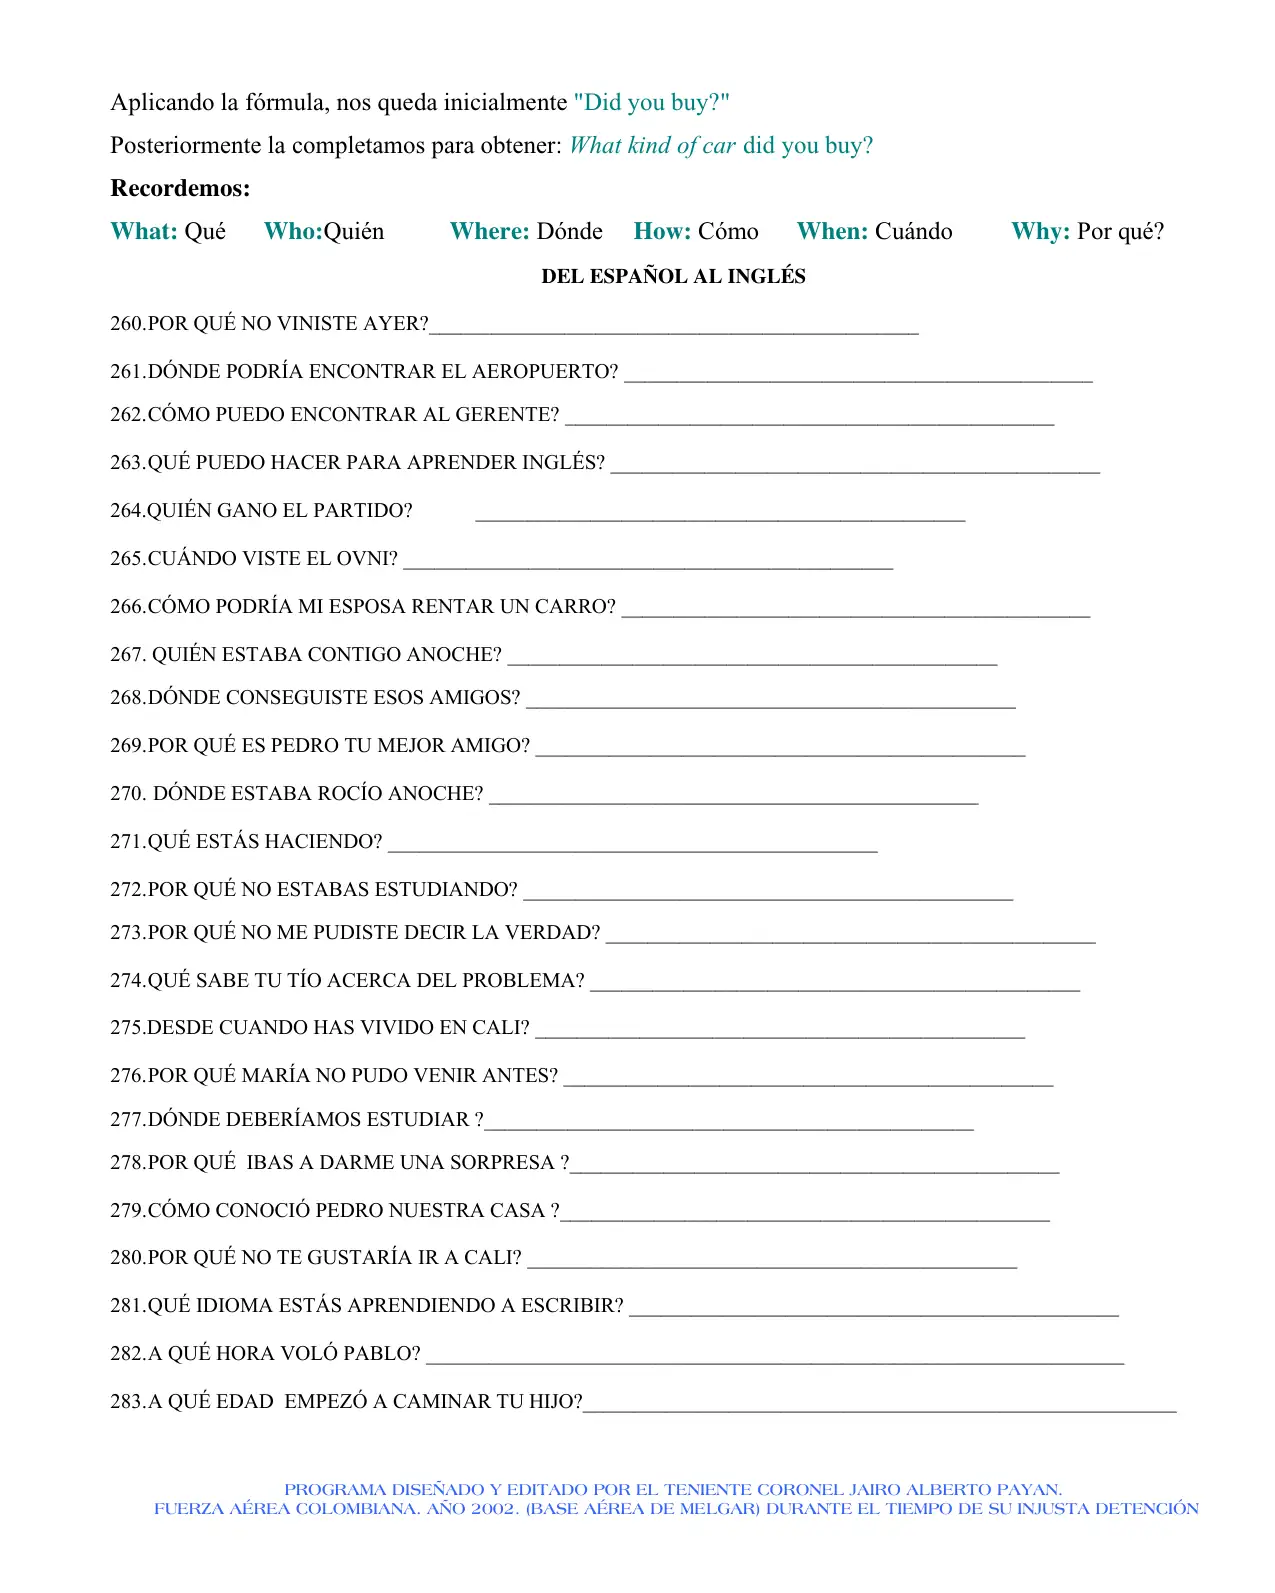 Aplicando la fórmula, nos queda inicialmente "Did you buy?"
Posteriormente la completamos para obtener: What kind of car did you buy?
Recordemos:
What: Qué Who:Quién Where: Dónde How: Cómo When: Cuándo Why: Por qué?
DEL ESPAÑOL AL INGLÉS
260.POR QUÉ NO VINISTE AYER?
261.DÓNDE PODRÍA ENCONTRAR EL AEROPUERTO?
262.CÓMO PUEDO ENCONTRAR AL GERENTE?
263.QUÉ PUEDO HACER PARA APRENDER INGLÉS?
264.QUIÉN GANO EL PARTIDO?
265.CUÁNDO VISTE EL OVNI?
266.CÓMO PODRÍA MI ESPOSA RENTAR UN CARRO?
267. QUIÉN ESTABA CONTIGO ANOCHE?
268.DÓNDE CONSEGUISTE ESOS AMIGOS?
269.POR QUÉ ES PEDRO TU MEJOR AMIGO?
270. DÓNDE ESTABA ROCÍO ANOCHE?
271.QUÉ ESTÁS HACIENDO?
272.POR QUÉ NO ESTABAS ESTUDIANDO?
273.POR QUÉ NO ME PUDISTE DECIR LA VERDAD?
274.QUÉ SABE TU TÍO ACERCA DEL PROBLEMA?
275.DESDE CUANDO HAS VIVIDO EN CALI?
276.POR QUÉ MARÍA NO PUDO VENIR ANTES?
277.DÓNDE DEBERÍAMOS ESTUDIAR ?
278.POR QUÉ IBAS A DARME UNA SORPRESA ?
279.CÓMO CONOCIÓ PEDRO NUESTRA CASA ?
280.POR QUÉ NO TE GUSTARÍA IR A CALI?
281.QUÉ IDIOMA ESTÁS APRENDIENDO A ESCRIBIR?
282.A QUÉ HORA VOLÓ PABLO?
283.A QUÉ EDAD EMPEZÓ A CAMINAR TU HIJO?
PROGRAMA DISEÑADO Y EDITADO POR EL TENIENTE CORONEL JAIRO ALBERTO PAYAN.
FUERZA AÉREA COLOMBIANA. AÑO 2002. (BASE AÉREA DE MELGAR) DURANTE EL TIEMPO DE SU INJUSTA DETENCIÓN